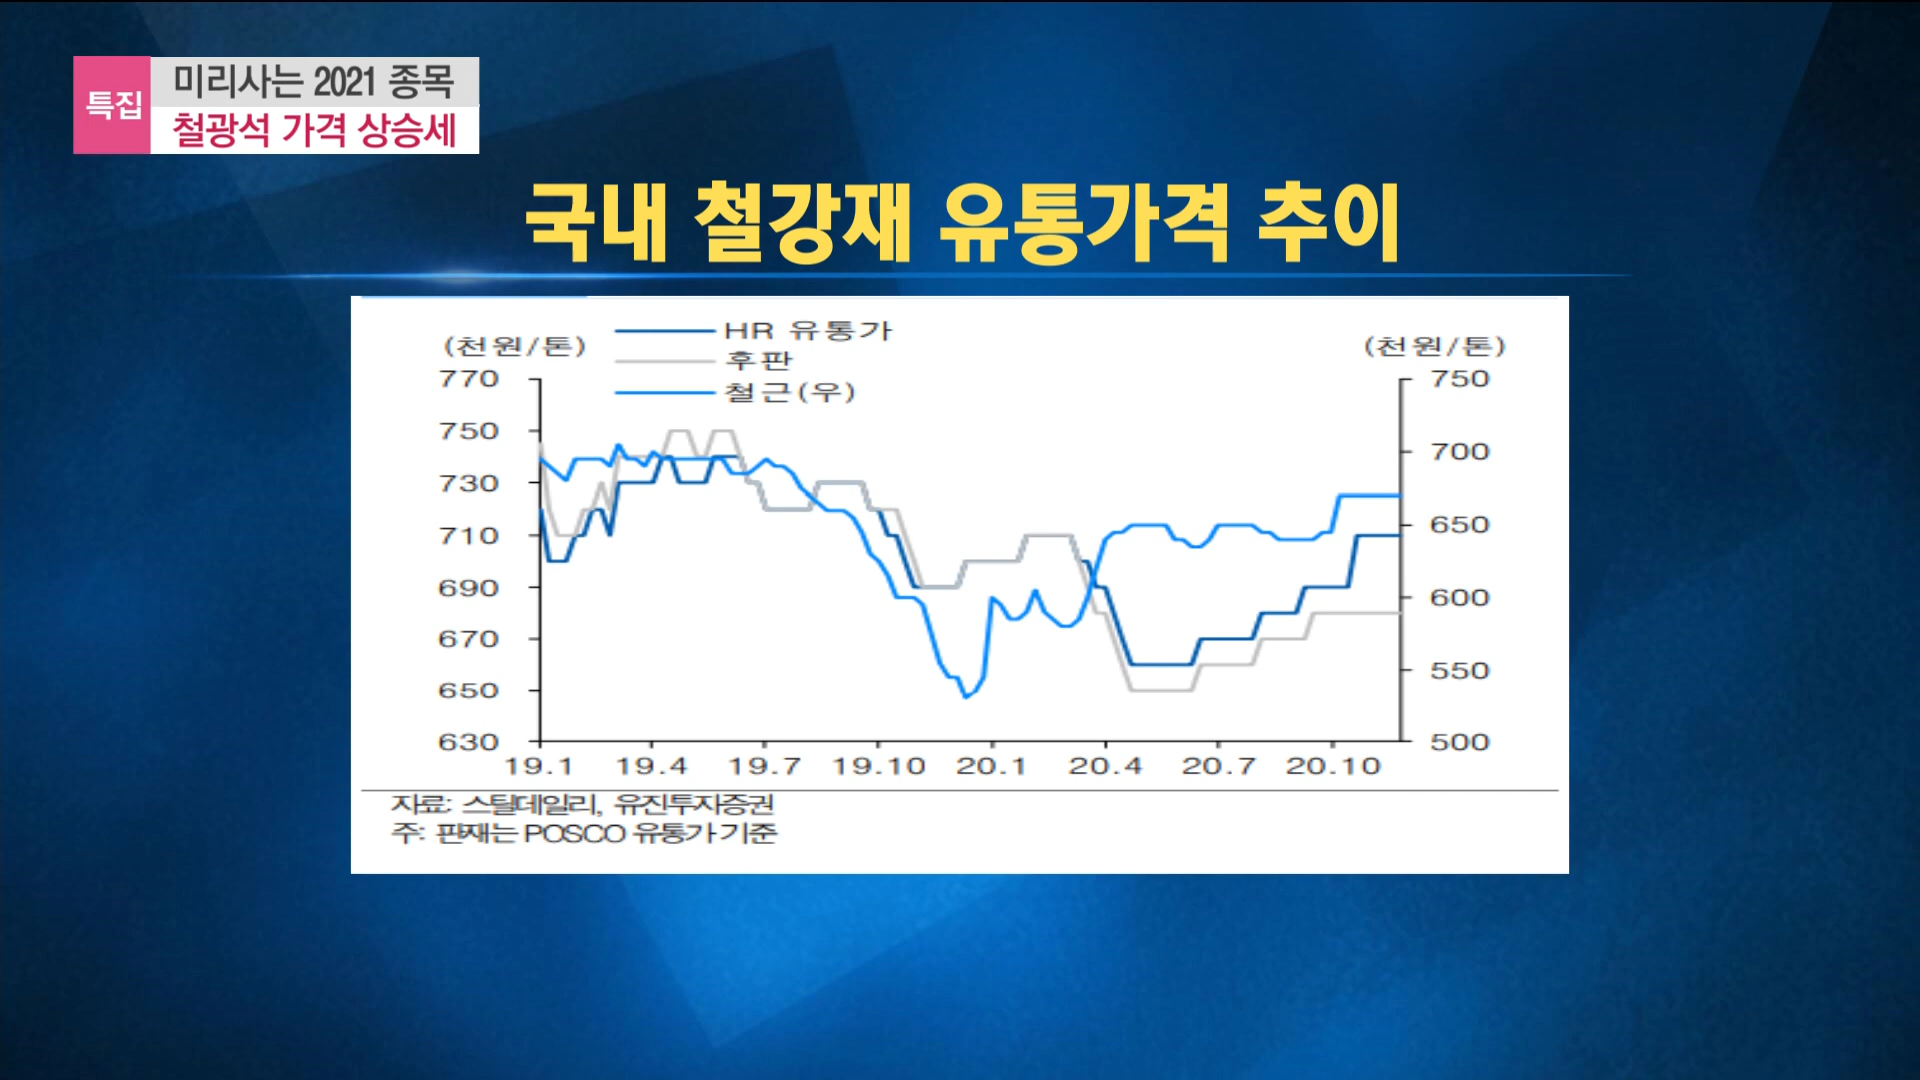 특집
미리사는 2021 종목
철광석 가격 상승세
국내 철강재 유통가격 추이
(천원/톤)
HR 유통가
후판
철근(우)
(천원/톤)
770
750
730
710
690
670
650
630
750
700
650
600
550
500
19.1 19.4 19.7 19.10 20.1 20.4 20.7 20.10
자료: 스틸데일리, 유진투자증권
주: 판재는 POSCO 유통가 기준